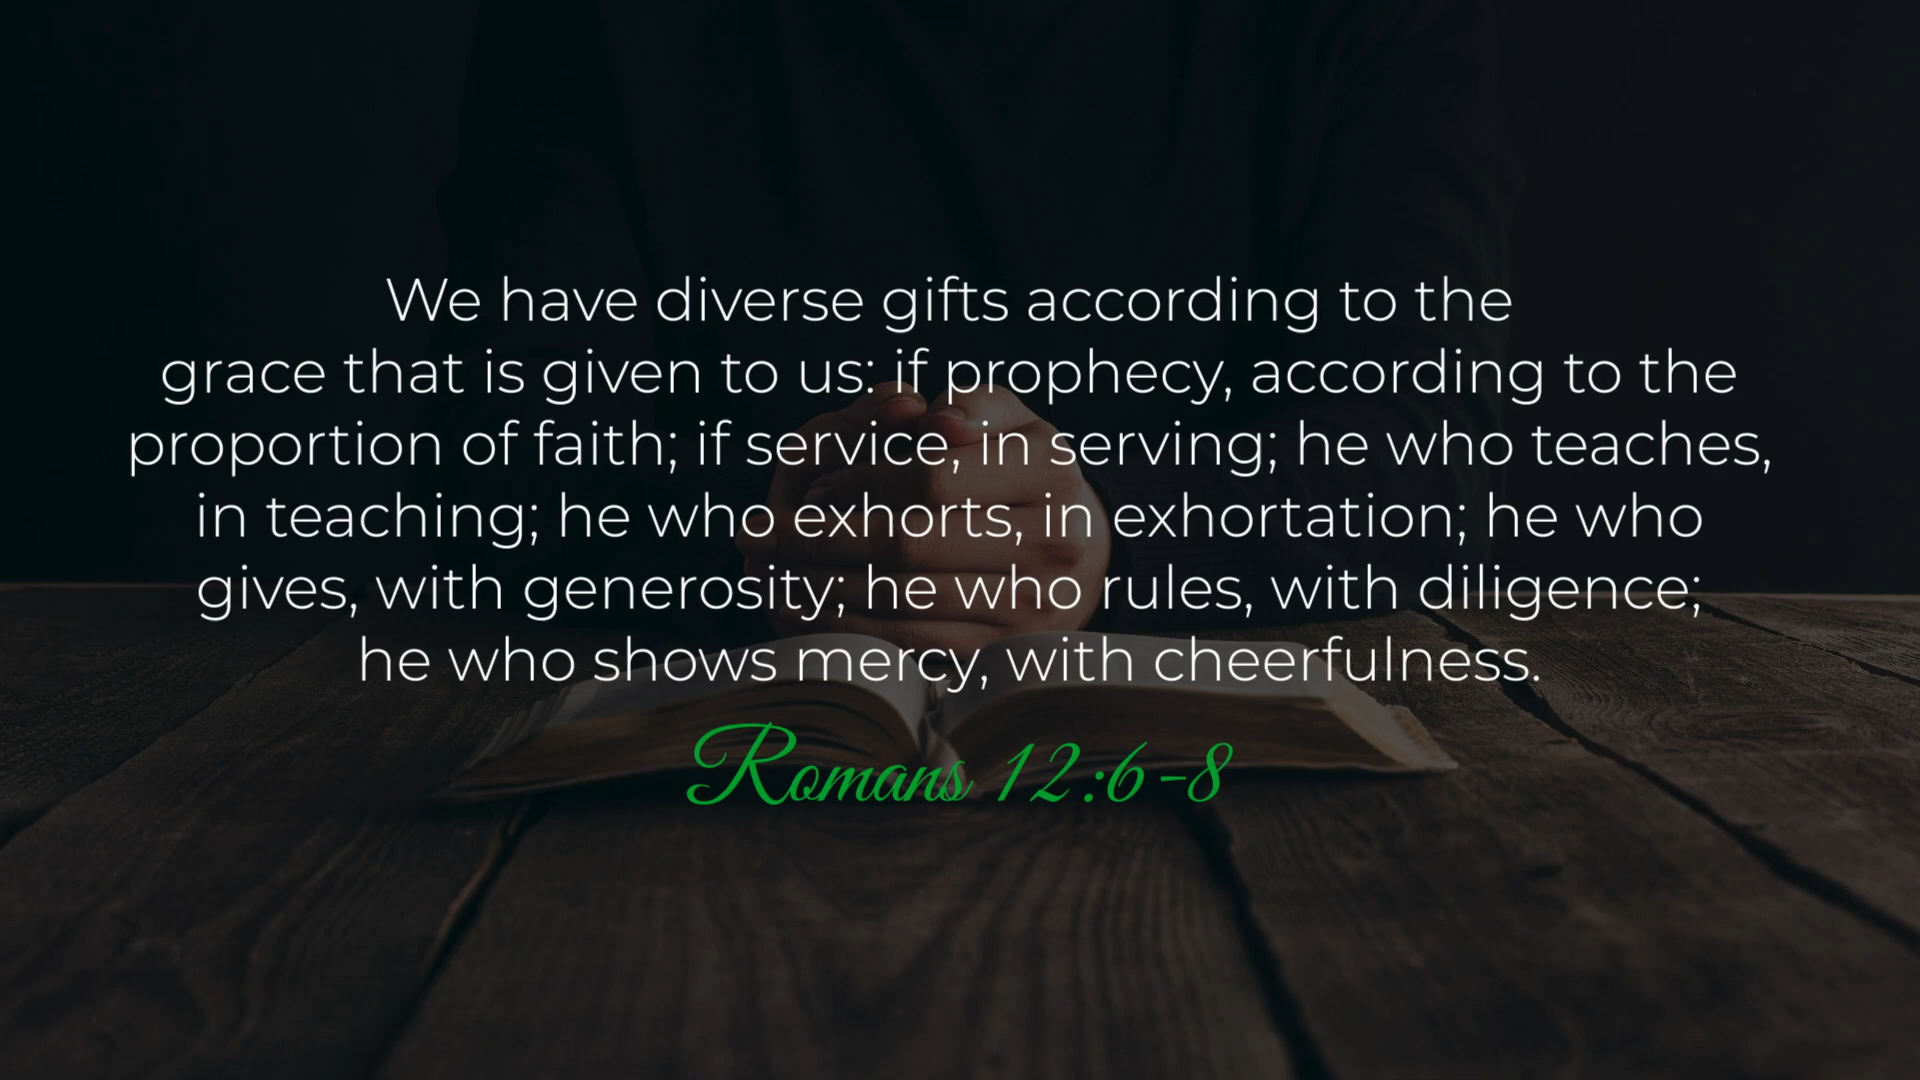 We have diverse gifts according to the
grace that is given to us: if prophecy, according to the
proportion of faith; if service, in serving; he who teaches,
in teaching; he who exhorts, in exhortation; he who
gives, with generosity; he who rules, with diligence;
he who shows mercy, with cheerfulness.
Romans 12:6-8